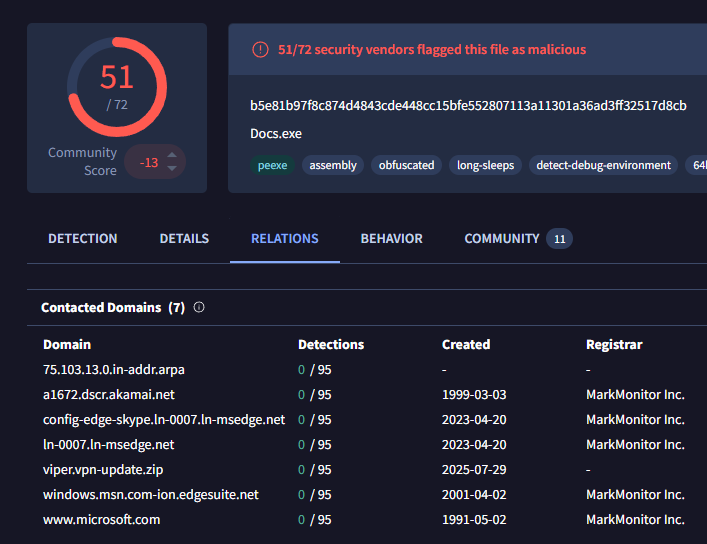 51
/ 72
Community Score
-13
51/72 security vendors flagged this file as malicious
b5e81b97f8c874d4843cde448cc15bfe552807113a11301a36ad3ff32517d8cb
Docs.exe
peexe assembly obfuscated long-sleeps detect-debug-environment
DETECTION DETAILS RELATIONS BEHAVIOR COMMUNITY 11
Contacted Domains (7)
Domain Detections Created Registrar
75.103.13.0.in-addr.arpa 0 / 95 - -
a1672.dscr.akamai.net 0 / 95 1999-03-03 MarkMonitor Inc.
config-edge-skype.ln-0007.ln-msedge.net 0 / 95 2023-04-20 MarkMonitor Inc.
ln-0007.ln-msedge.net 0 / 95 2023-04-20 MarkMonitor Inc.
viper.vpn-update.zip 0 / 95 2025-07-29 -
windows.msn.com-ion.edgesuite.net 0 / 95 2001-04-02 MarkMonitor Inc.
www.microsoft.com 0 / 95 1991-05-02 MarkMonitor Inc.